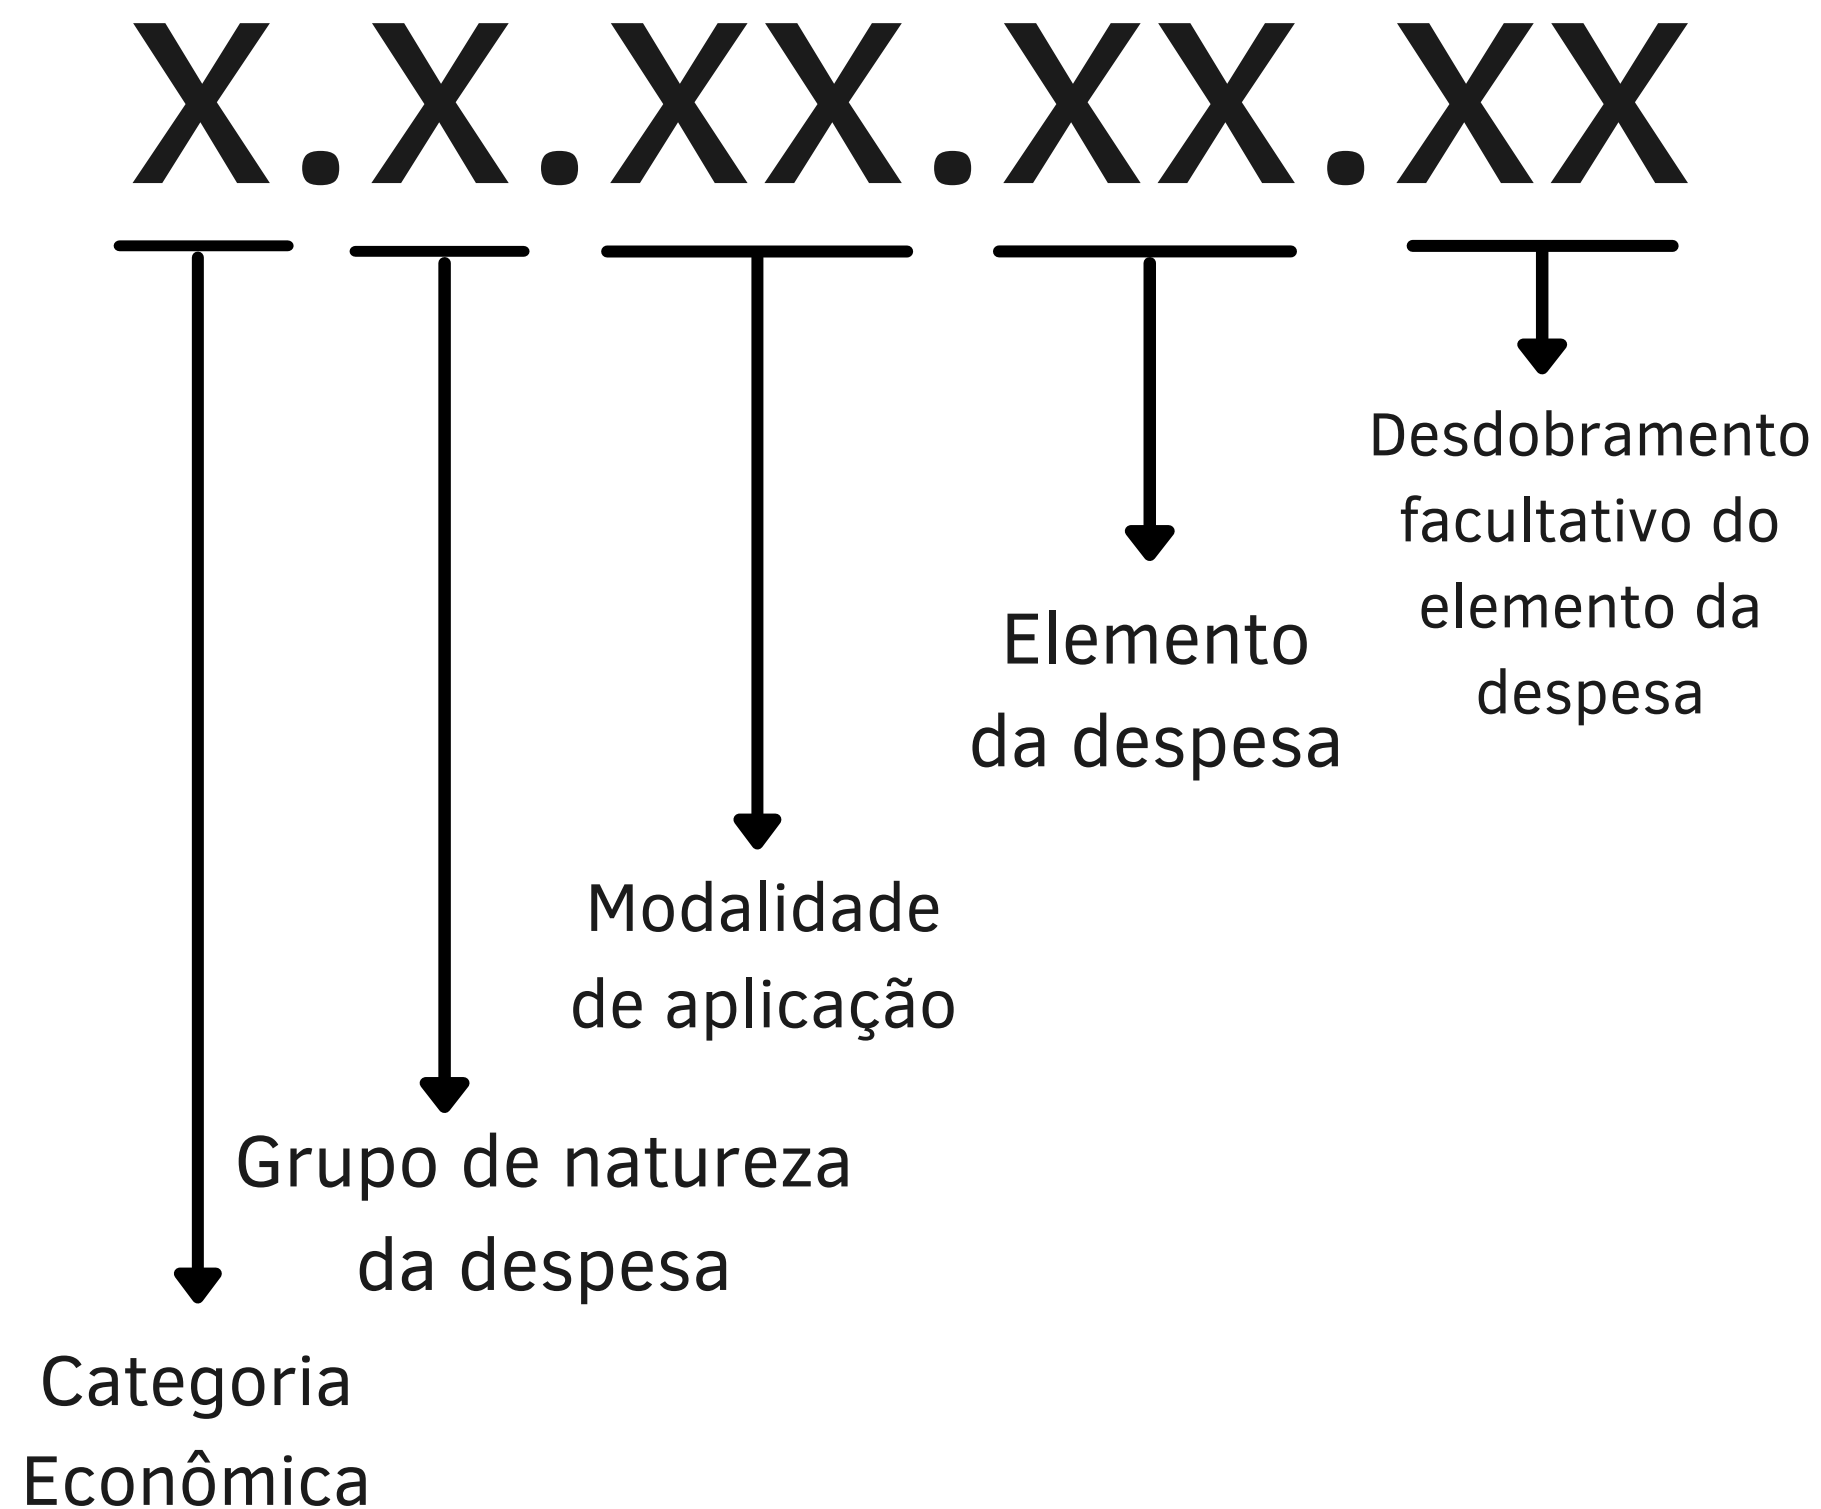 X.X.XX.XX.XX
Desdobramento
facultativo do
elemento da
despesa
Elemento
da despesa
Modalidade
de aplicação
Grupo de natureza
da despesa
Categoria
Econômica